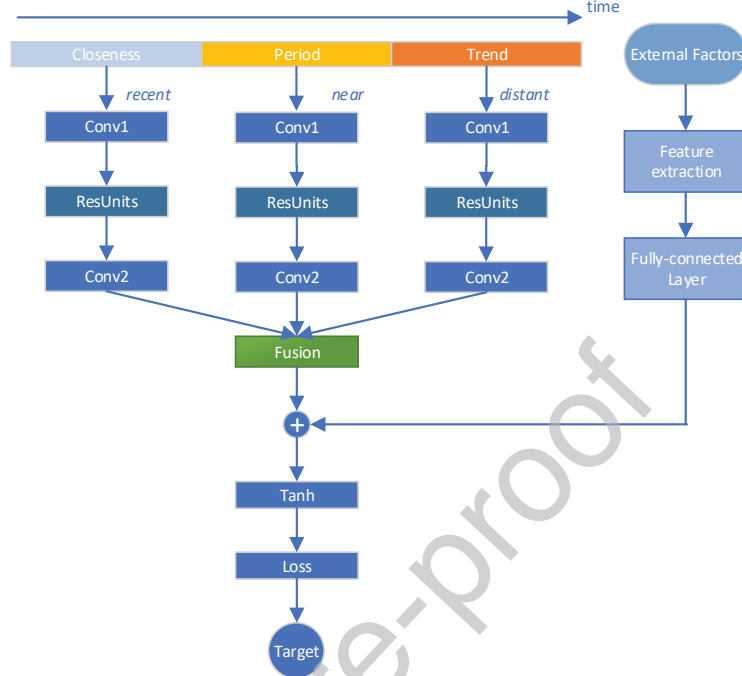 time
Closeness
Period
Trend
External Factors
recent
near
distant
Conv1
Conv1
Conv1
Feature
extraction
ResUnits
ResUnits
ResUnits
Conv2
Conv2
Conv2
Fully-connected
Layer
Fusion
+
Tanh
Loss
Target
e-proof